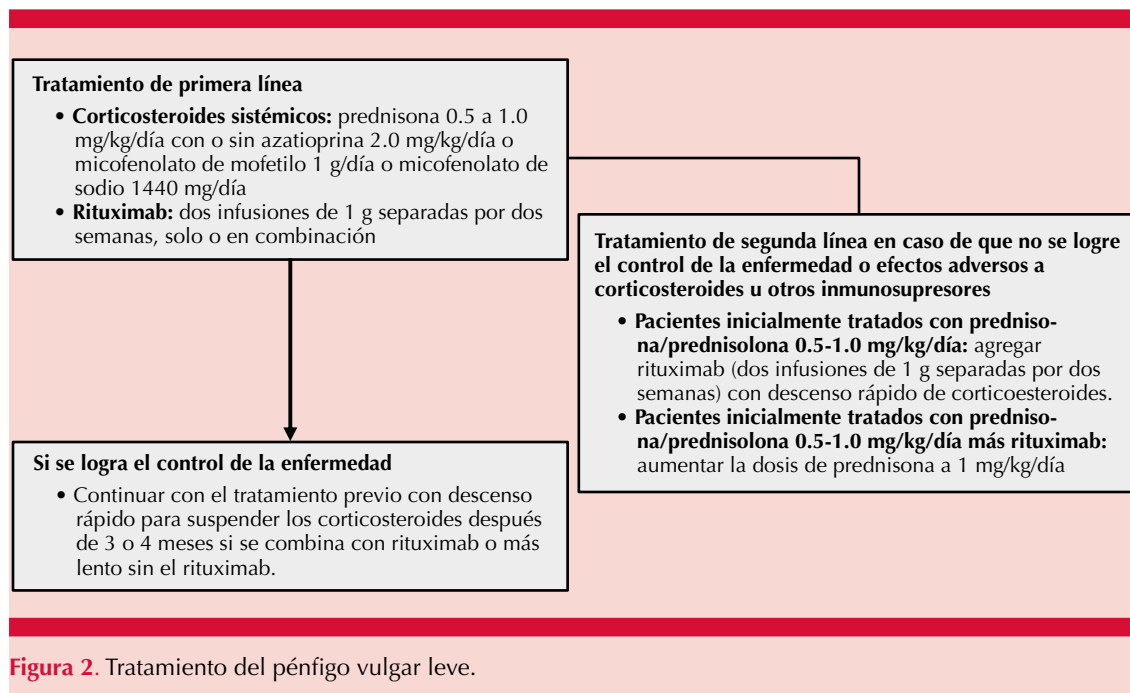 Tratamiento de primera línea
• Corticosteroides sistémicos: prednisona 0.5 a 1.0
mg/kg/día con o sin azatioprina 2.0 mg/kg/día o
micofenolato de mofetilo 1 g/día o micofenolato de
sodio 1440 mg/día
• Rituximab: dos infusiones de 1 g separadas por dos
semanas, solo o en combinación
Tratamiento de segunda línea en caso de que no se logre
el control de la enfermedad o efectos adversos a
corticosteroides u otros inmunosupresores
• Pacientes inicialmente tratados con predniso-
na/prednisolona 0.5-1.0 mg/kg/día: agregar
rituximab (dos infusiones de 1 g separadas por dos
semanas) con descenso rápido de corticoesteroides.
• Pacientes inicialmente tratados con predniso-
na/prednisolona 0.5-1.0 mg/kg/día más rituximab:
aumentar la dosis de prednisona a 1 mg/kg/día
Si se logra el control de la enfermedad
• Continuar con el tratamiento previo con descenso
rápido para suspender los corticosteroides después
de 3 o 4 meses si se combina con rituximab o más
lento sin el rituximab.
Figura 2. Tratamiento del pénfigo vulgar leve.